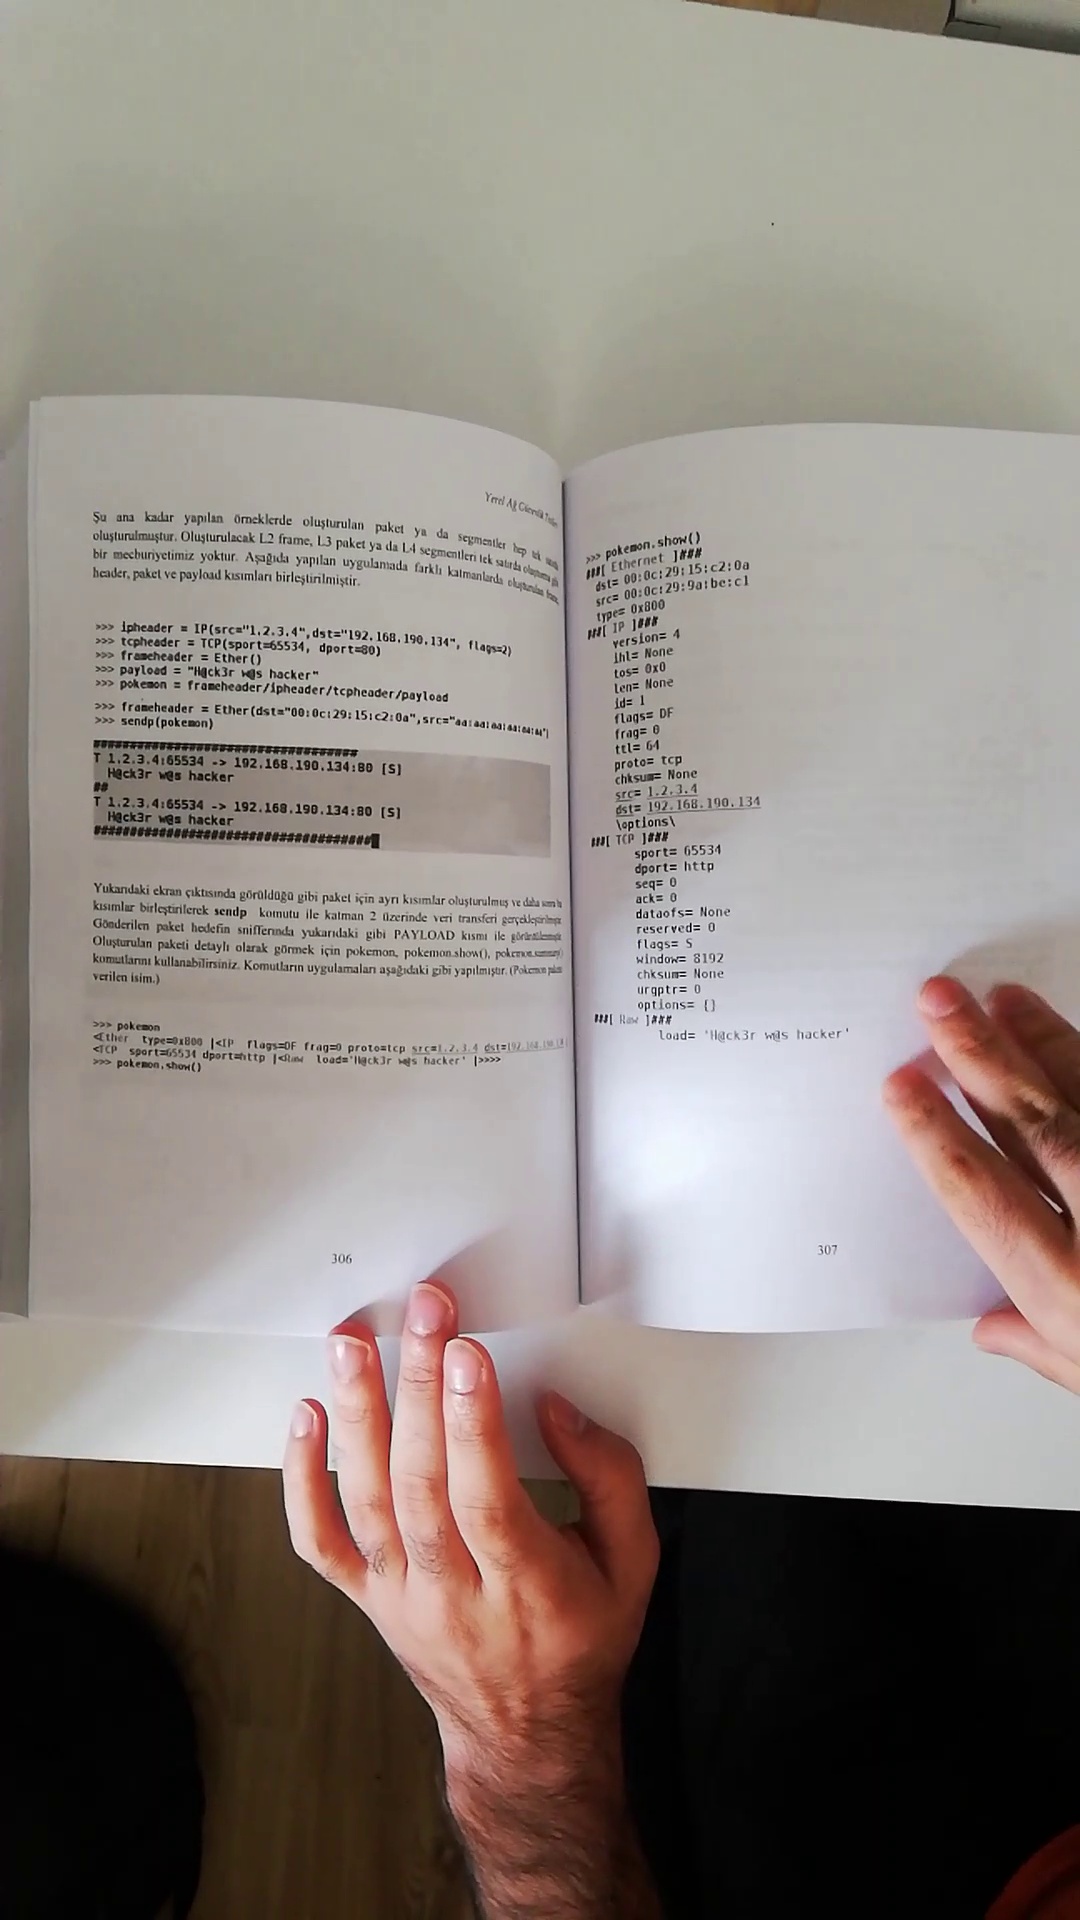 Yerel Ağ Güvenlik
Şu ana kadar yapılan örneklerde oluşturulan paket ya da segmentler hep tek
oluşturulmuştur. Oluşturulacak L2 frame, L3 paket ya da L4 segmentleri tek satırda oluşturma gibi
bir mecburiyetimiz yoktur. Aşağıda yapılan uygulamada farklı katmanlarda oluşturulan frame,
header, paket ve payload kısımları birleştirilmiştir.
>>> ipheader = IP(src="1.2.3.4",dst="192.168.190.134", flags=2)
>>> tcpheader = TCP(sport=65534, dport=80)
>>> frameheader = Ether()
>>> payload = "H@ck3r w@s hacker"
>>> pokemon = frameheader/ipheader/tcpheader/payload
>>> frameheader = Ether(dst="00:0c:29:15:c2:0a",src="aa:aa:aa:aa:aa:aa")
>>> sendp(pokemon)
T 1.2.3.4:65534 -> 192.168.190.134:80 [S]
H@ck3r w@s hacker
##
T 1.2.3.4:65534 -> 192.168.190.134:80 [S]
H@ck3r w@s hacker
Yukarıdaki ekran çıktısında görüldüğü gibi paket için ayrı kısımlar oluşturulmuş ve daha sonra bu
kısımlar birleştirilerek sendp komutu ile katman 2 üzerinde veri transferi gerçekleştirilmiştir.
Gönderilen paket hedefin snifferında yukarıdaki gibi PAYLOAD kısmı ile görüntülenmiştir.
Oluşturulan paketi detaylı olarak görmek için pokemon, pokemon.show(), pokemon.summary()
komutlarını kullanabilirsiniz. Komutların uygulamaları aşağıdaki gibi yapılmıştır. (Pokemon pakete
verilen isim.)
>>> pokemon
<Ether type=0x800 |<IP flags=DF frag=0 proto=tcp src=1.2.3.4 dst=192.168.190.134
<TCP sport=65534 dport=http |<Raw load='H@ck3r w@s hacker' |>>>>
>>> pokemon.show()
306
>>> pokemon.show()
###[ Ethernet ]###
dst= 00:0c:29:15:c2:0a
src= 00:0c:29:9a:be:c1
type= 0x800
###[ IP ]###
version= 4
ihl= None
tos= 0x0
len= None
id= 1
flags= DF
frag= 0
ttl= 64
proto= tcp
chksum= None
src= 1.2.3.4
dst= 192.168.190.134
\options\
###[ TCP ]###
sport= 65534
dport= http
seq= 0
ack= 0
dataofs= None
reserved= 0
flags= S
window= 8192
chksum= None
urgptr= 0
options= {}
###[ Raw ]###
load= 'H@ck3r w@s hacker'
307